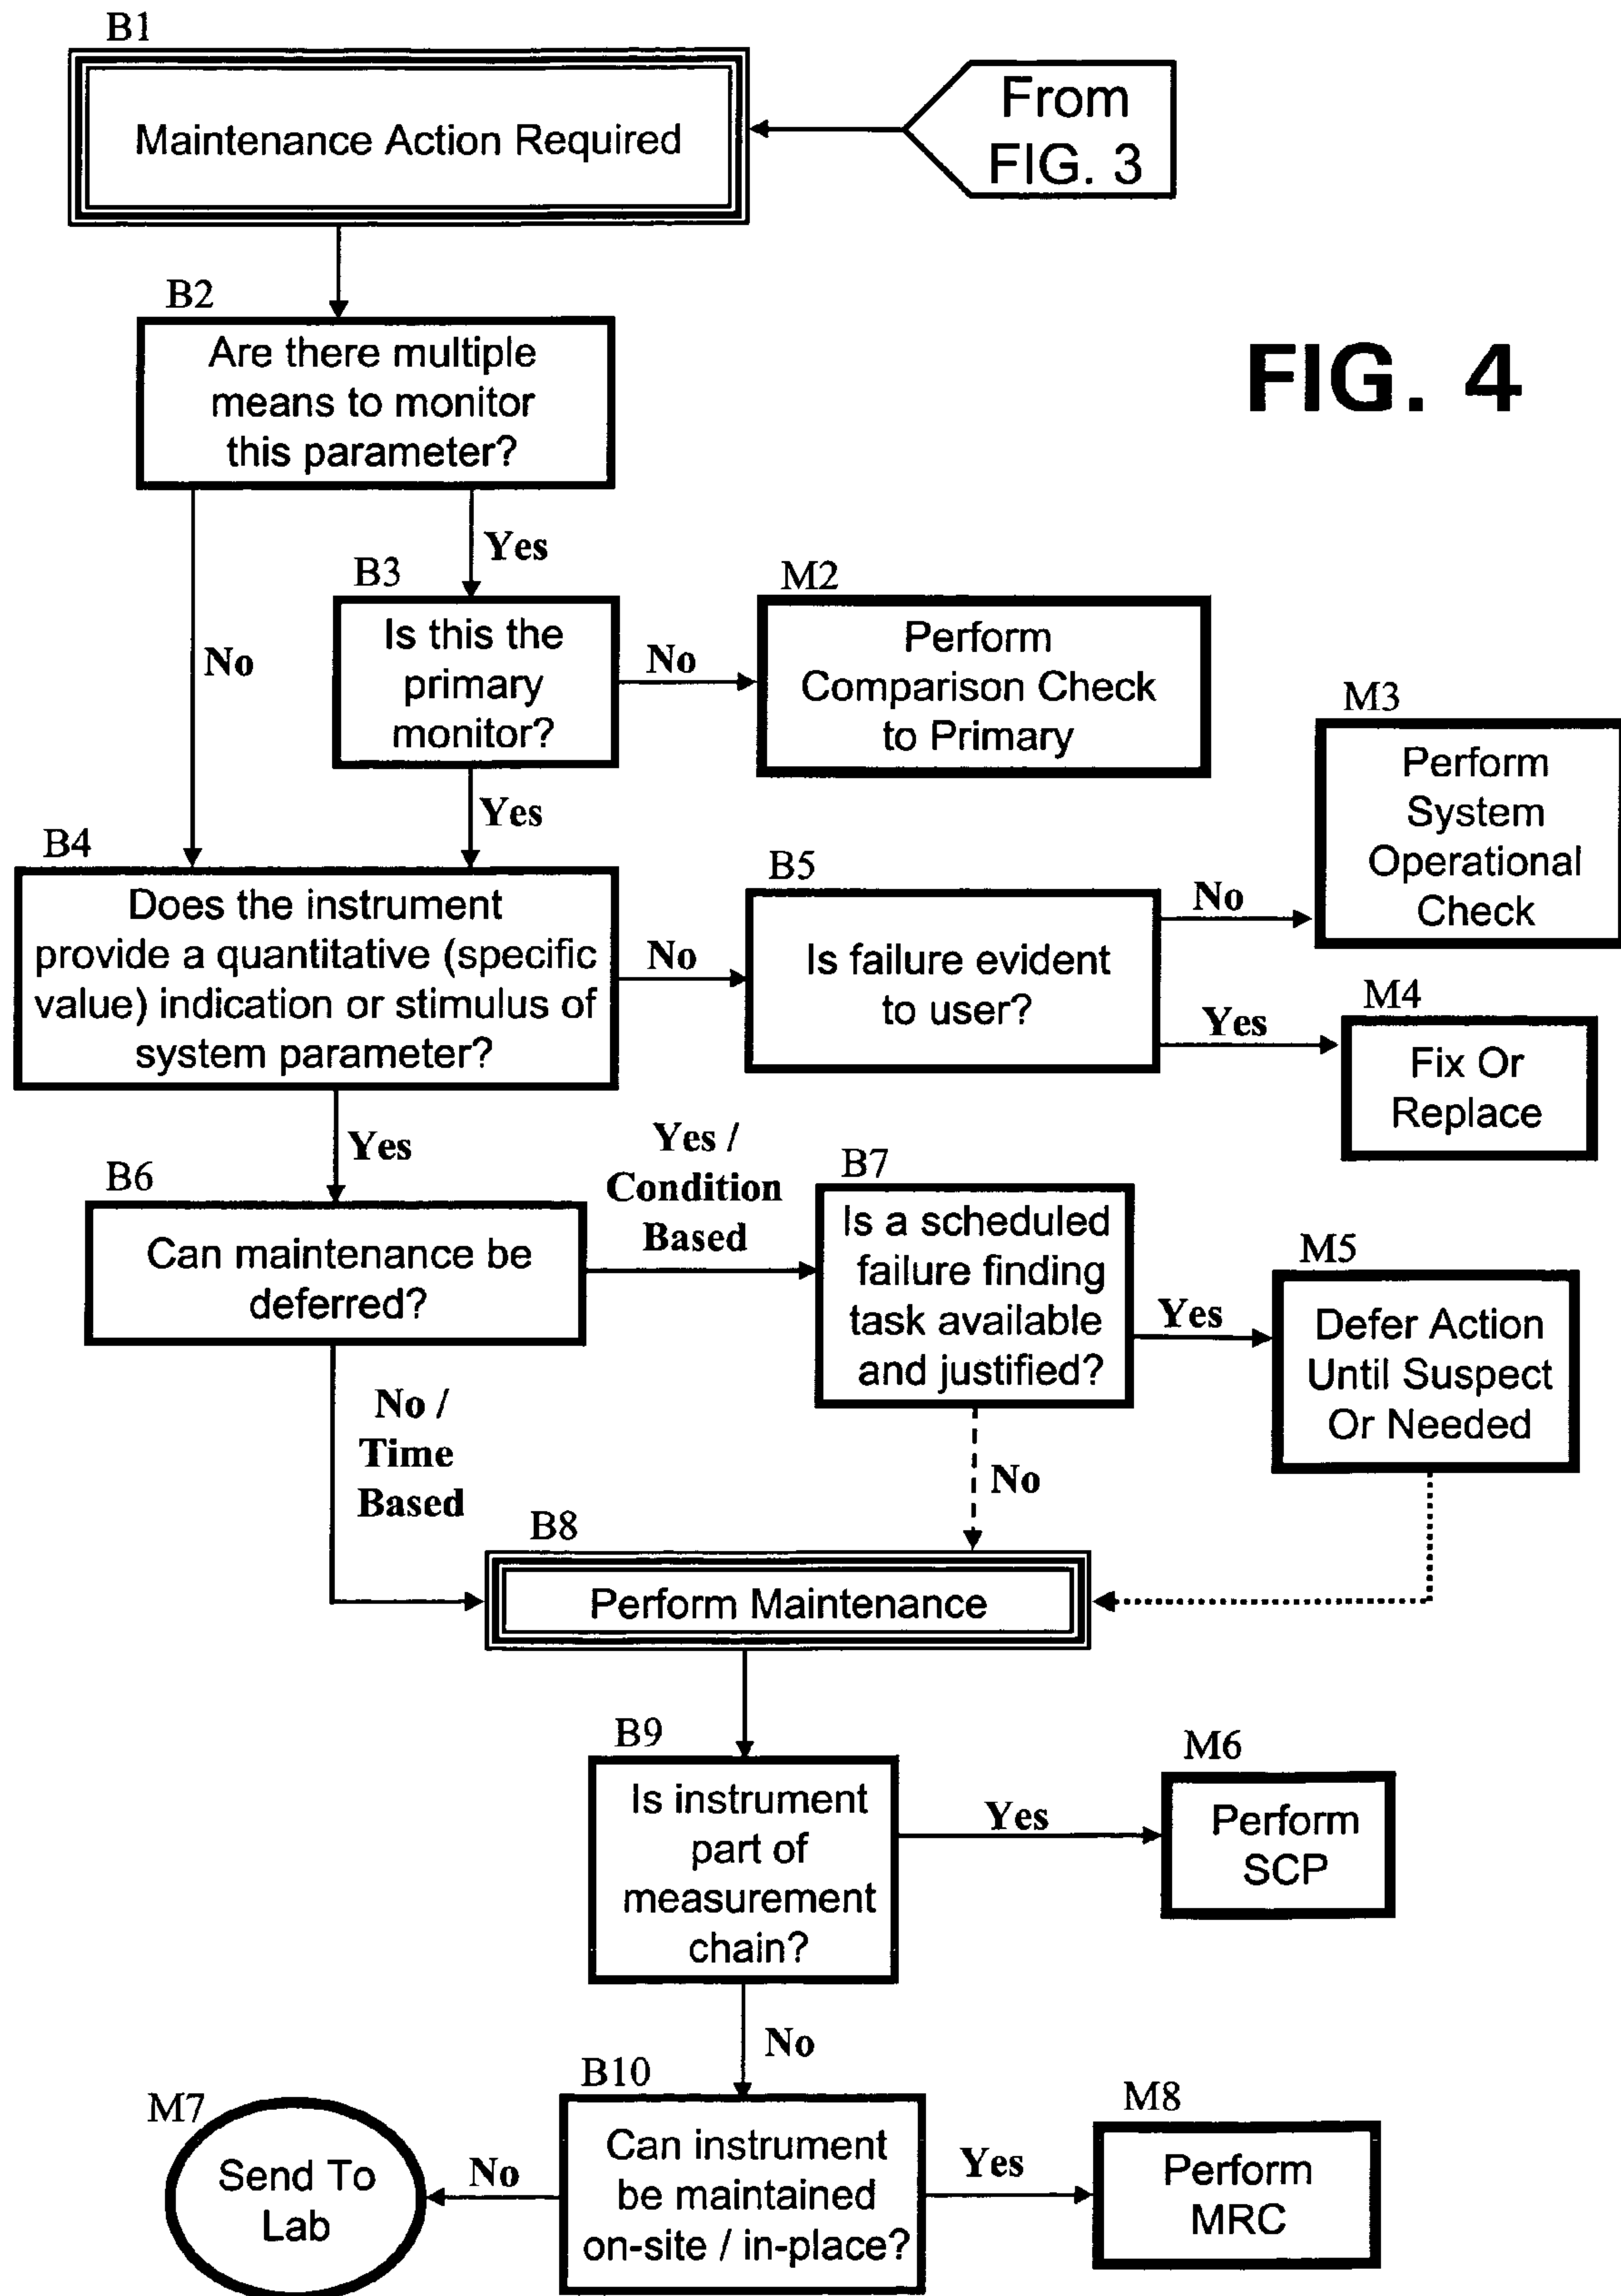 B1
Maintenance Action Required
From
FIG. 3
FIG. 4
B2
Are there multiple
means to monitor
this parameter?
Yes
No
B3
Is this the
primary
monitor?
No
M2
Perform
Comparison Check
to Primary
Yes
B4
Does the instrument
provide a quantitative (specific
value) indication or stimulus of
system parameter?
No
B5
Is failure evident
to user?
No
M3
Perform
System
Operational
Check
Yes
M4
Fix Or
Replace
Yes
B6
Can maintenance be
deferred?
Yes /
Condition
Based
B7
Is a scheduled
failure finding
task available
and justified?
Yes
M5
Defer Action
Until Suspect
Or Needed
No /
Time
Based
No
B8
Perform Maintenance
B9
Is instrument
part of
measurement
chain?
Yes
M6
Perform
SCP
No
B10
Can instrument
be maintained
on-site / in-place?
No
M7
Send To
Lab
Yes
M8
Perform
MRC